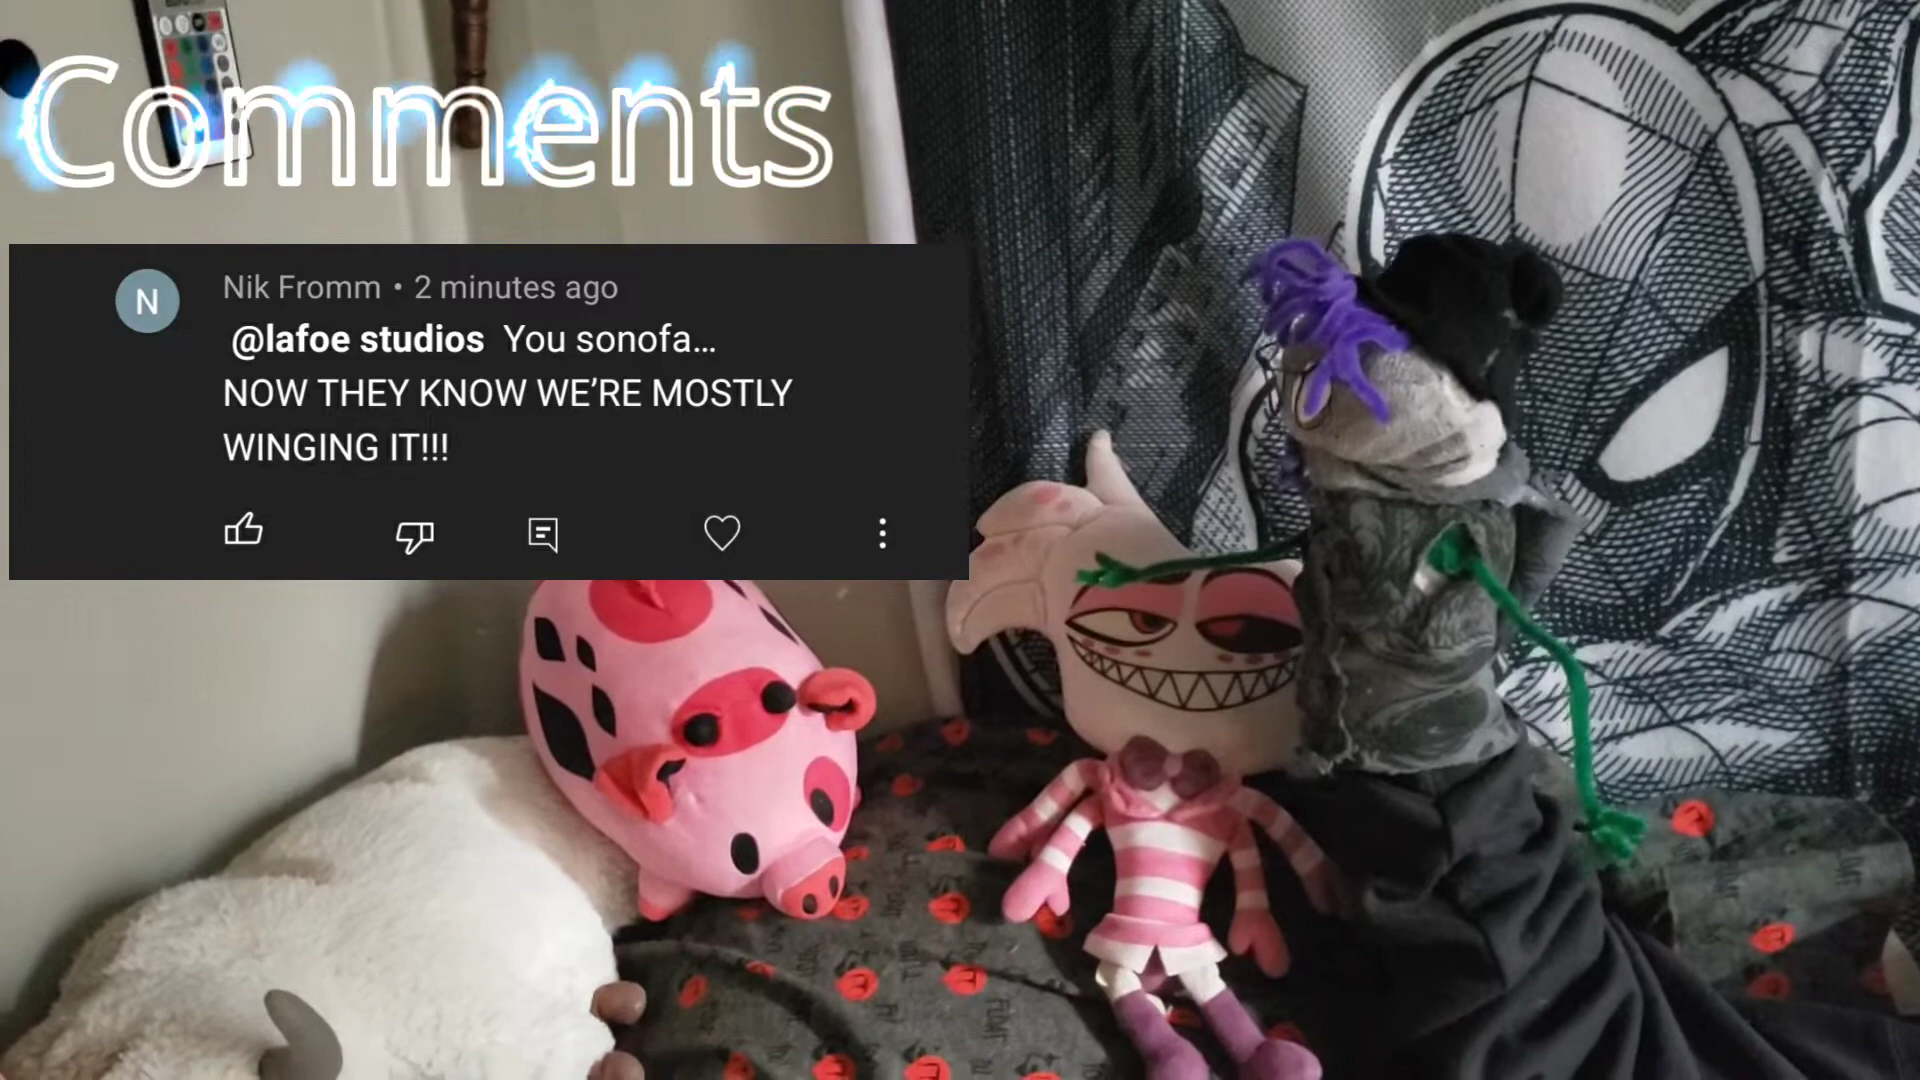 Comments
N
Nik Fromm • 2 minutes ago
@lafoe studios You sonofa...
NOW THEY KNOW WE’RE MOSTLY
WINGING IT!!!